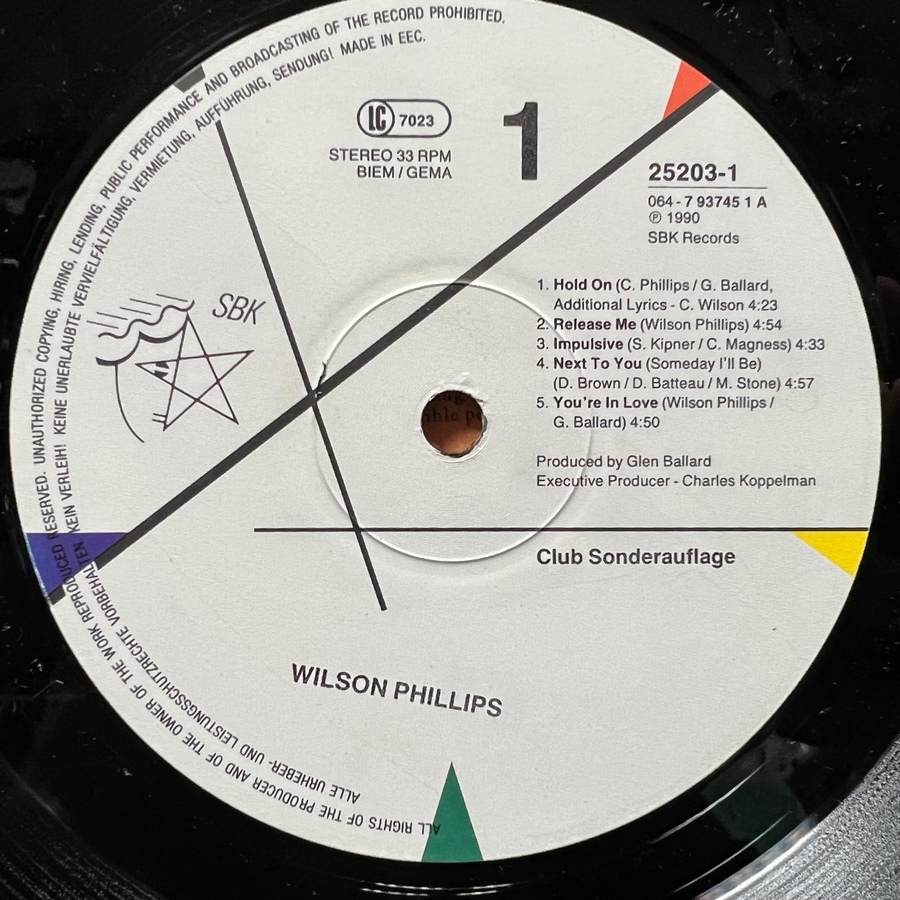 ALL RIGHTS OF THE PRODUCER AND OF THE OWNER OF THE WORK REPRODUCED RESERVED. UNAUTHORIZED COPYING, HIRING, LENDING, PUBLIC PERFORMANCE AND BROADCASTING OF THE RECORD PROHIBITED.
ALLE URHEBER- UND LEISTUNGSSCHUTZRECHTE VORBEHALTEN. KEIN VERLEIH! KEINE UNERLAUBTE VERVIELFÄLTIGUNG, VERMIETUNG, AUFFÜHRUNG, SENDUNG! MADE IN EEC.
LC 7023
STEREO 33 RPM
BIEM / GEMA
1
25203-1
064-7 93745 1 A
℗ 1990
SBK Records
SBK
1. Hold On (C. Phillips / G. Ballard,
Additional Lyrics - C. Wilson 4:23
2. Release Me (Wilson Phillips) 4:54
3. Impulsive (S. Kipner / C. Magness) 4:33
4. Next To You (Someday I'll Be)
(D. Brown / D. Batteau / M. Stone) 4:57
5. You're In Love (Wilson Phillips /
G. Ballard) 4:50
Produced by Glen Ballard
Executive Producer - Charles Koppelman
Club Sonderauflage
WILSON PHILLIPS